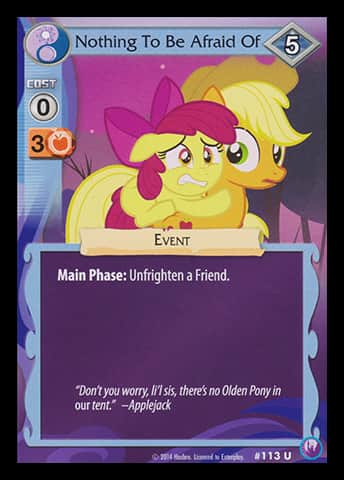 Nothing To Be Afraid Of
5
COST
0
3
EVENT
Main Phase: Unfrighten a Friend.
"Don't you worry, li'l sis, there's no Olden Pony in
our tent." –Applejack
© 2014 Hasbro. Licensed to Enterplay.
#113 U